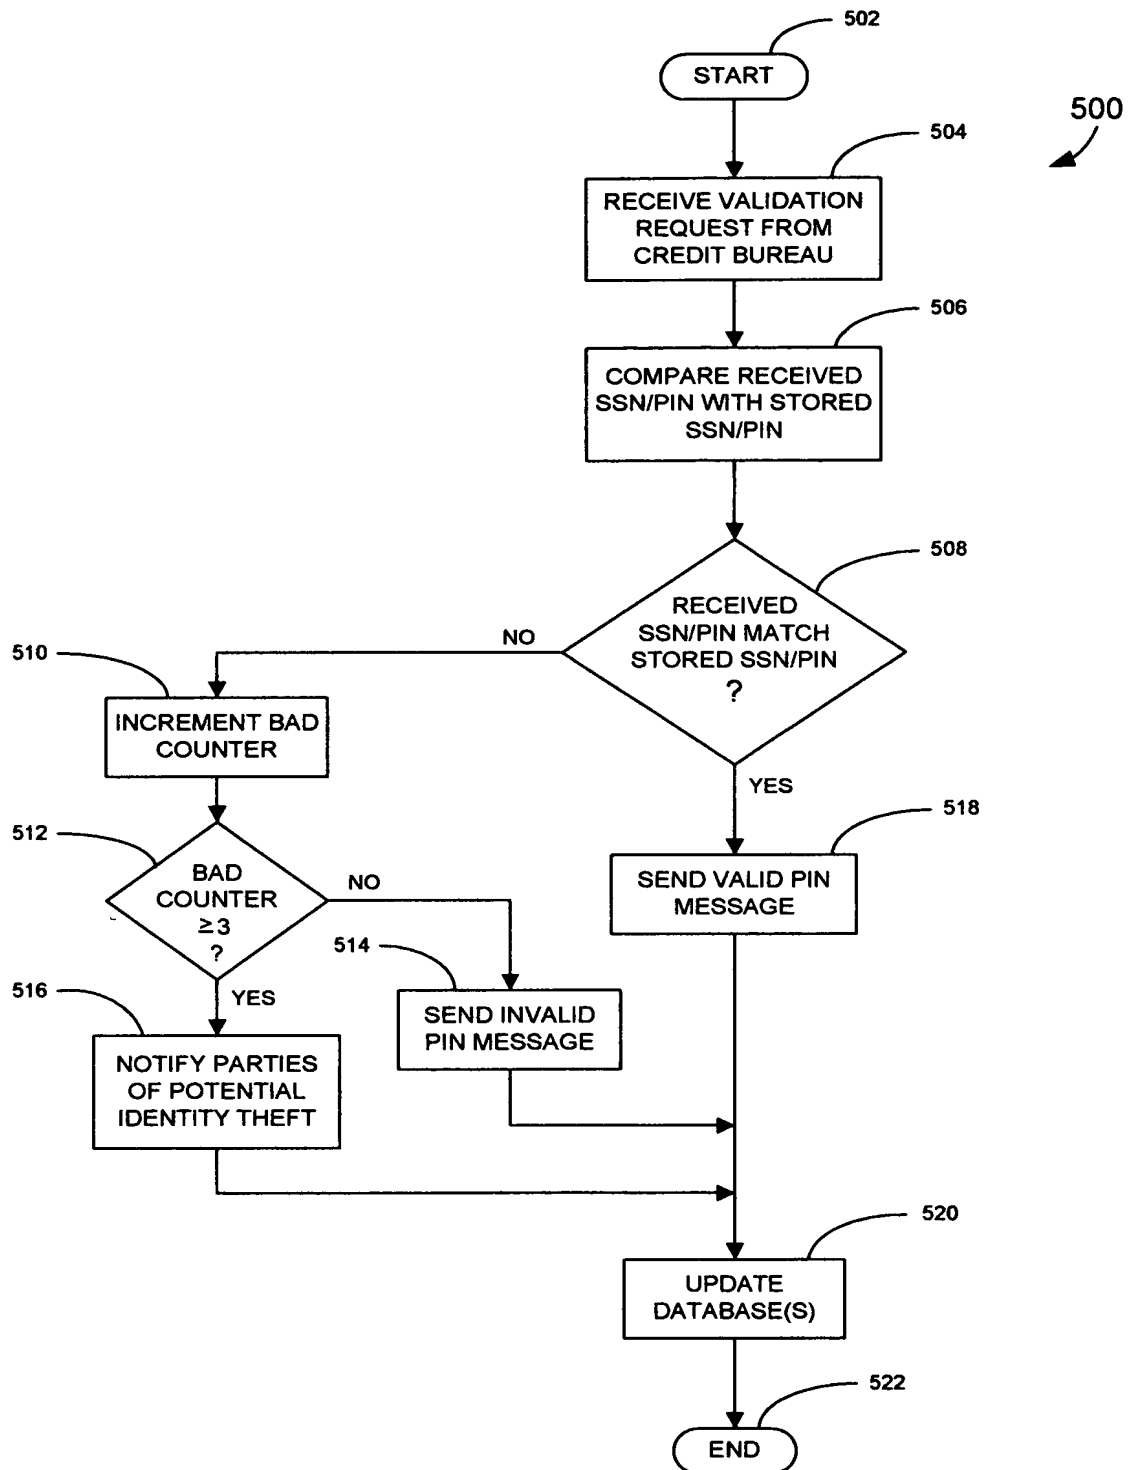 502
START
500
504
RECEIVE VALIDATION
REQUEST FROM
CREDIT BUREAU
506
COMPARE RECEIVED
SSN/PIN WITH STORED
SSN/PIN
508
RECEIVED
SSN/PIN MATCH
STORED SSN/PIN
?
NO
510
INCREMENT BAD
COUNTER
YES
518
SEND VALID PIN
MESSAGE
512
BAD
COUNTER
≥3
?
NO
514
SEND INVALID
PIN MESSAGE
YES
516
NOTIFY PARTIES
OF POTENTIAL
IDENTITY THEFT
520
UPDATE
DATABASE(S)
522
END